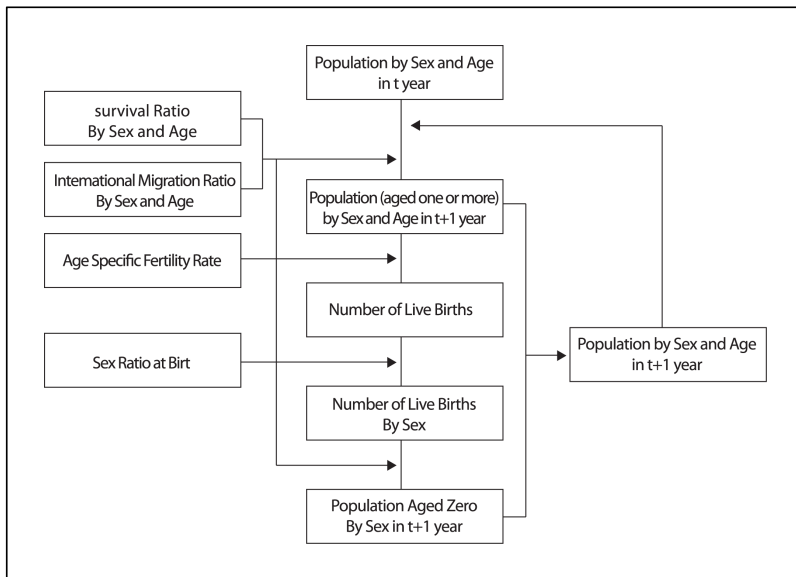 Population by Sex and Age
in t year
survival Ratio
By Sex and Age
International Migration Ratio
By Sex and Age
Population (aged one or more)
by Sex and Age in t+1 year
Age Specific Fertility Rate
Number of Live Births
Sex Ratio at Birt
Population by Sex and Age
in t+1 year
Number of Live Births
By Sex
Population Aged Zero
By Sex in t+1 year